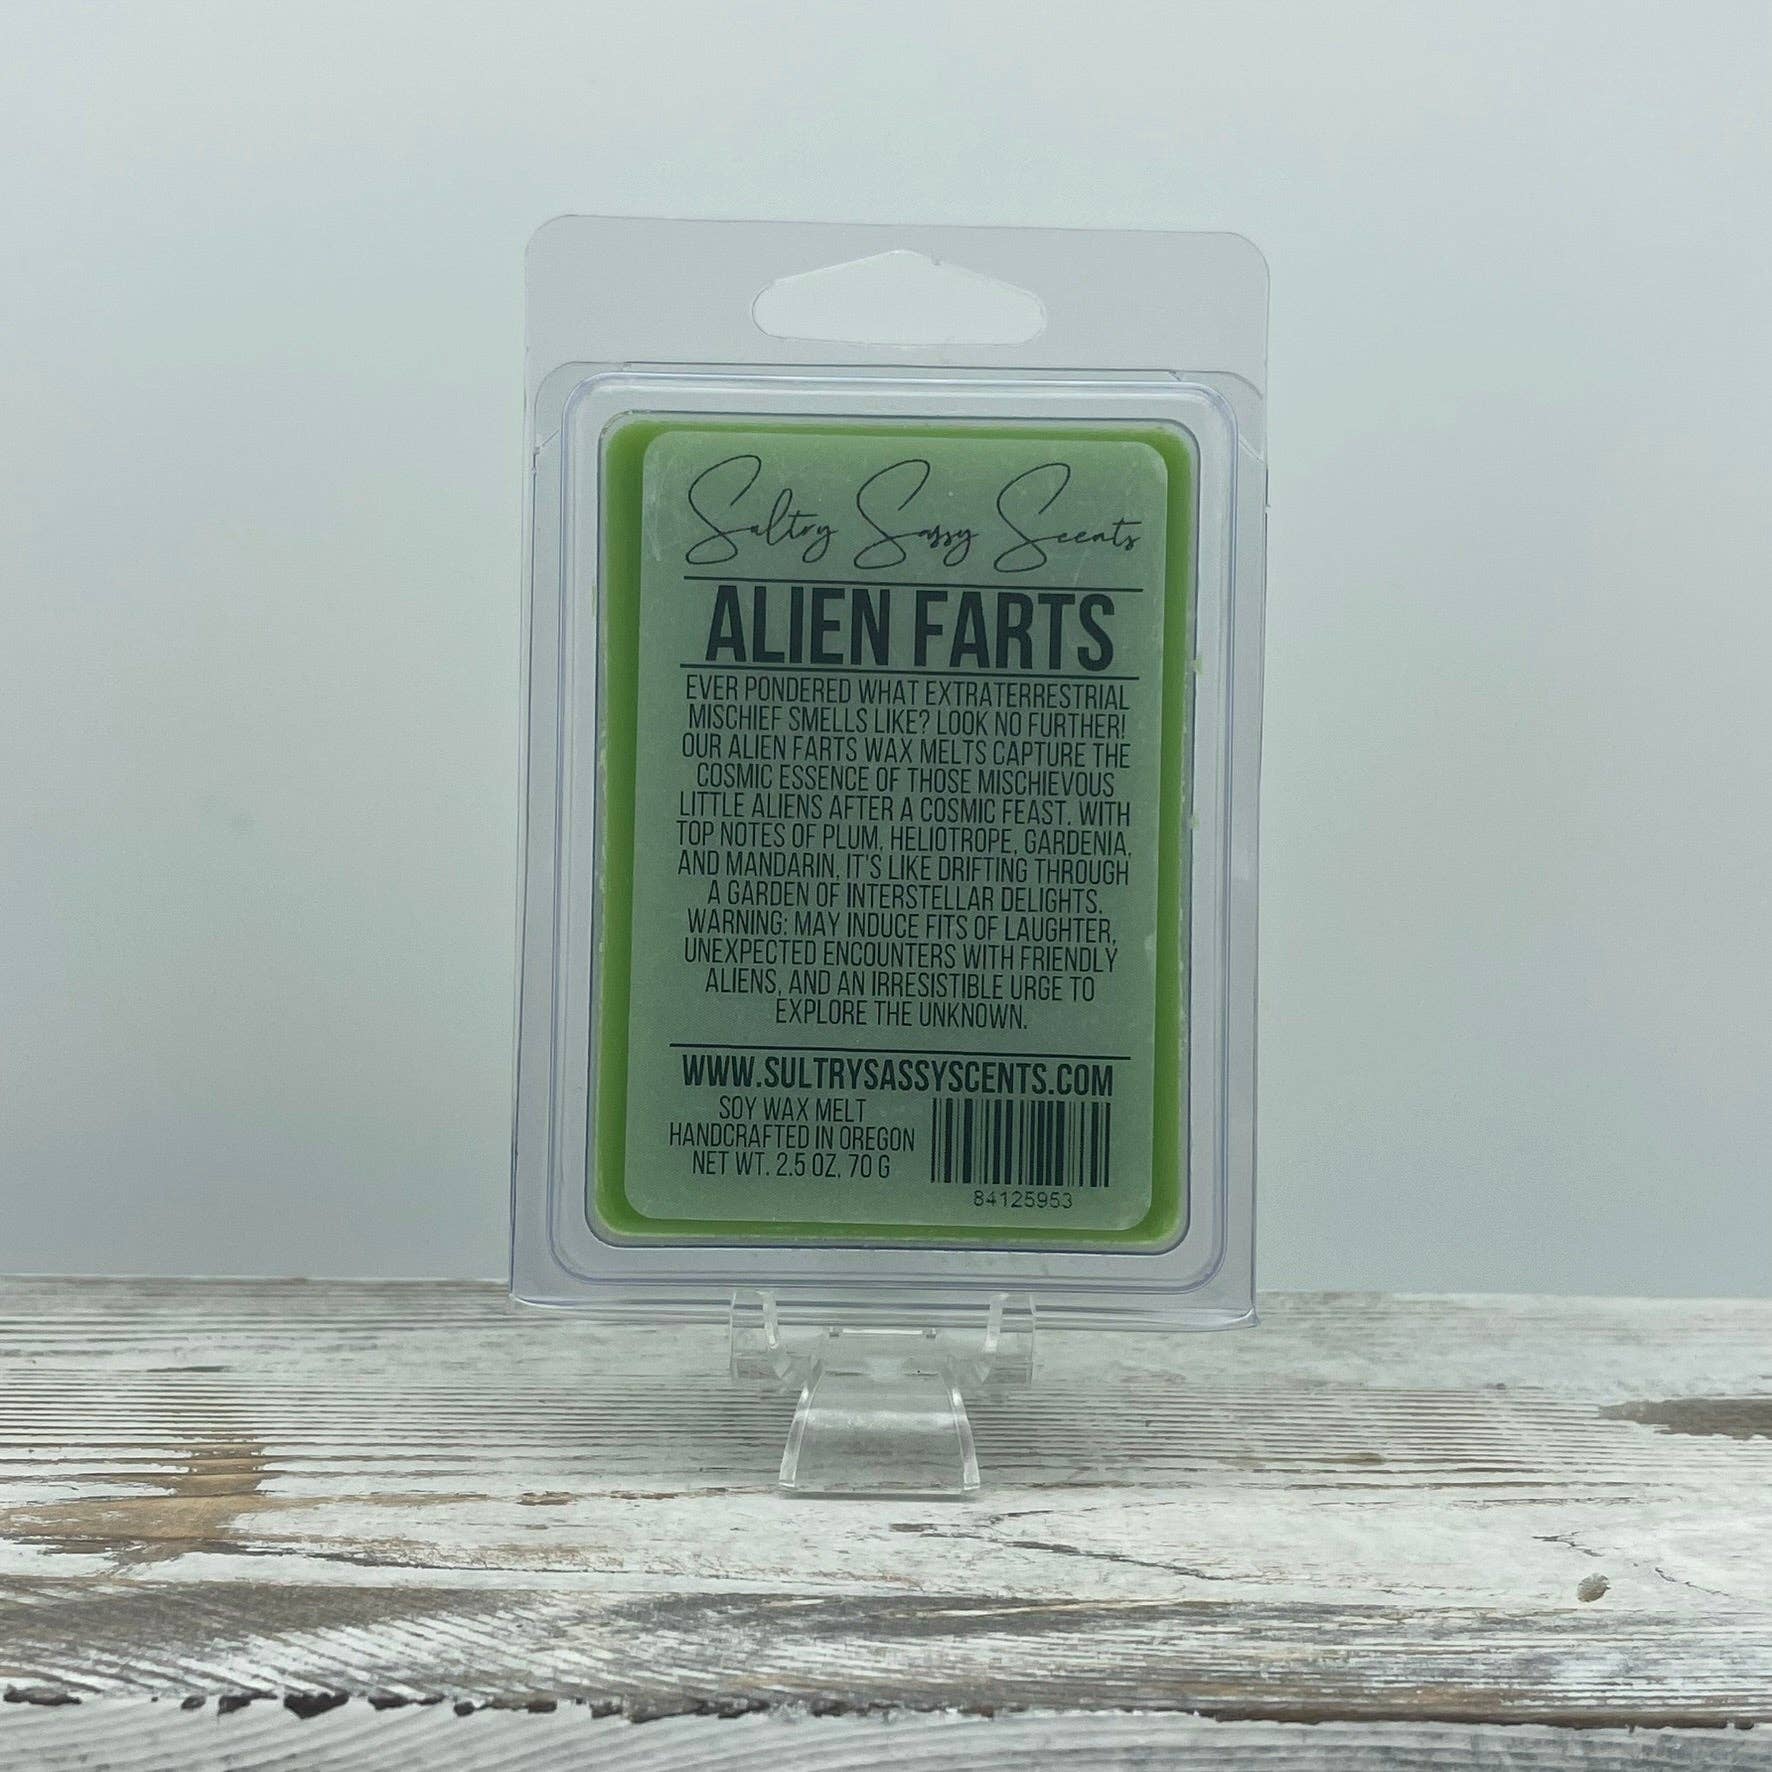 Sultry Sassy Scents
ALIEN FARTS
EVER PONDERED WHAT EXTRATERRESTRIAL
MISCHIEF SMELLS LIKE? LOOK NO FURTHER!
OUR ALIEN FARTS WAX MELTS CAPTURE THE
COSMIC ESSENCE OF THOSE MISCHIEVOUS
LITTLE ALIENS AFTER A COSMIC FEAST. WITH
TOP NOTES OF PLUM, HELIOTROPE, GARDENIA,
AND MANDARIN, IT'S LIKE DRIFTING THROUGH
A GARDEN OF INTERSTELLAR DELIGHTS.
WARNING: MAY INDUCE FITS OF LAUGHTER,
UNEXPECTED ENCOUNTERS WITH FRIENDLY
ALIENS, AND AN IRRESISTIBLE URGE TO
EXPLORE THE UNKNOWN.
WWW.SULTRYSASSYSCENTS.COM
SOY WAX MELT
HANDCRAFTED IN OREGON
NET WT. 2.5 OZ, 70 G
84125953